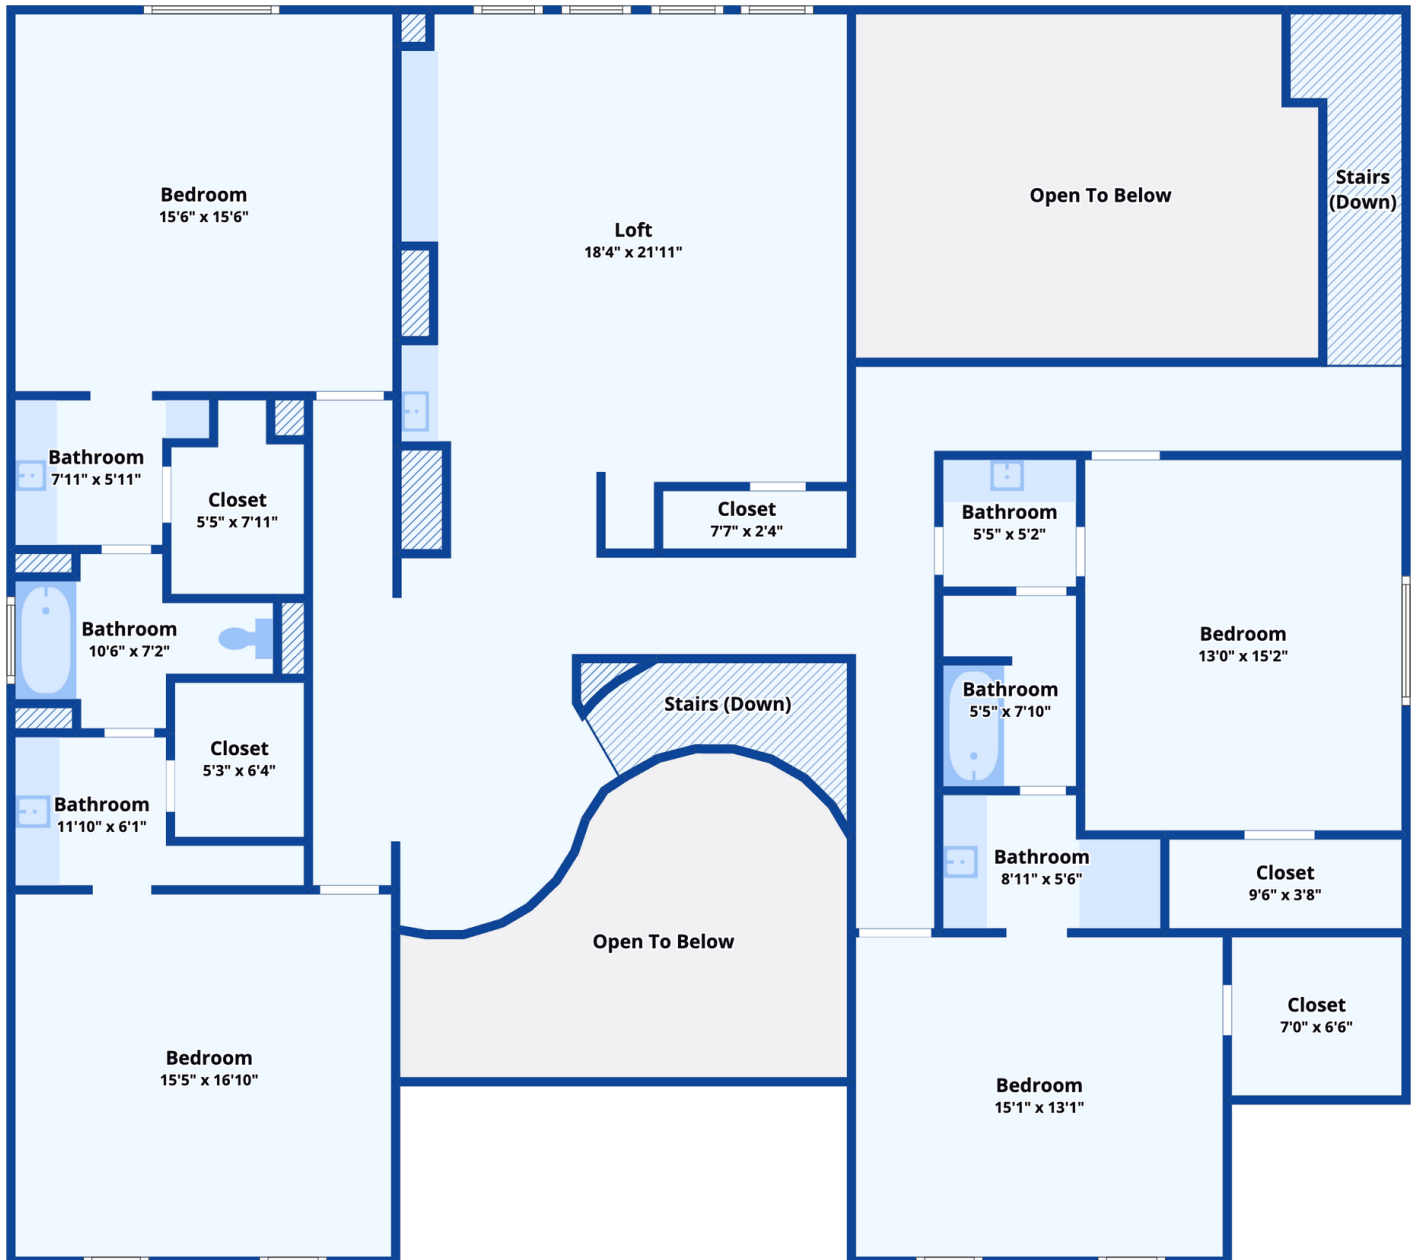 Bedroom
15'6" x 15'6"
Loft
18'4" x 21'11"
Open To Below
Stairs
(Down)
Bathroom
7'11" x 5'11"
Closet
5'5" x 7'11"
Closet
7'7" x 2'4"
Bathroom
5'5" x 5'2"
Bathroom
10'6" x 7'2"
Bedroom
13'0" x 15'2"
Stairs (Down)
Bathroom
5'5" x 7'10"
Closet
5'3" x 6'4"
Bathroom
11'10" x 6'1"
Bathroom
8'11" x 5'6"
Closet
9'6" x 3'8"
Open To Below
Closet
7'0" x 6'6"
Bedroom
15'5" x 16'10"
Bedroom
15'1" x 13'1"